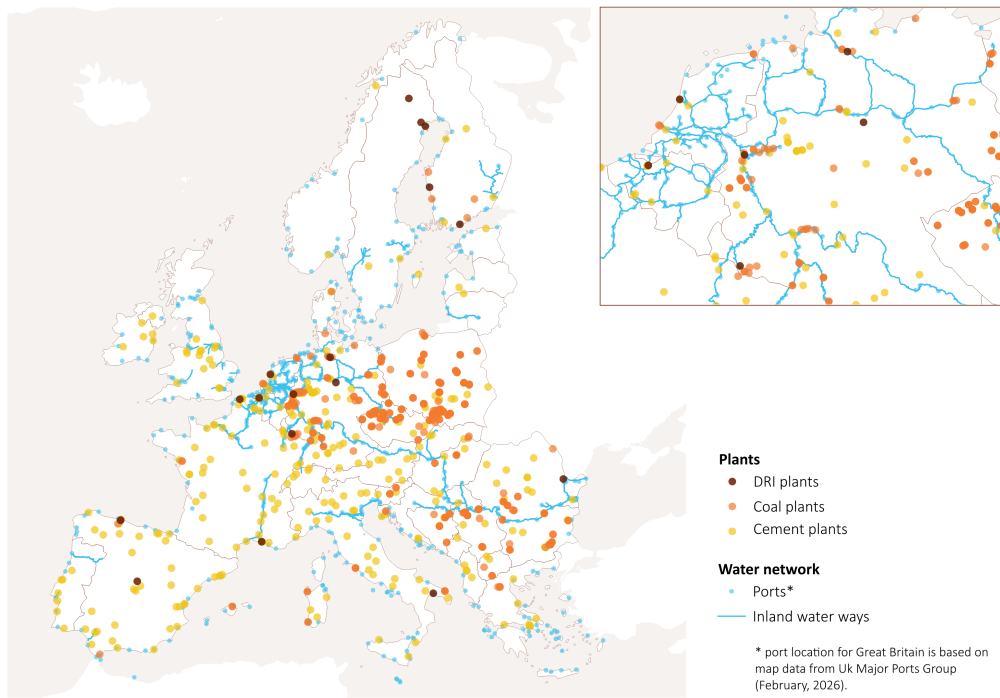 Plants
DRI plants
Coal plants
Cement plants
Water network
Ports*
Inland water ways
* port location for Great Britain is based on
map data from Uk Major Ports Group
(February, 2026).